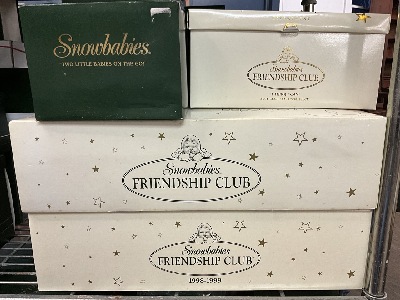 Snowbabies.
TWO LITTLE BABIES ON THE GO!
Snowbabies
FRIENDSHIP CLUB
Snowbabies
FRIENDSHIP CLUB
Snowbabies
FRIENDSHIP CLUB
1998-1999